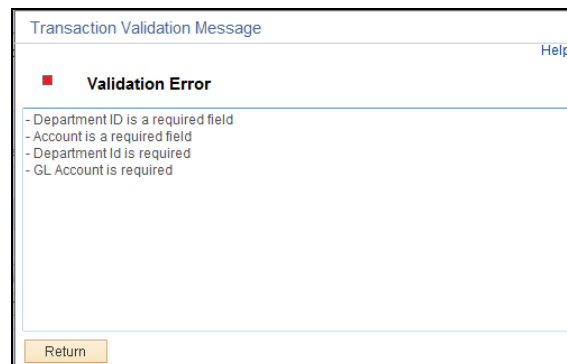 Transaction Validation Message
Help
Validation Error
- Department ID is a required field
- Account is a required field
- Department Id is required
- GL Account is required
Return